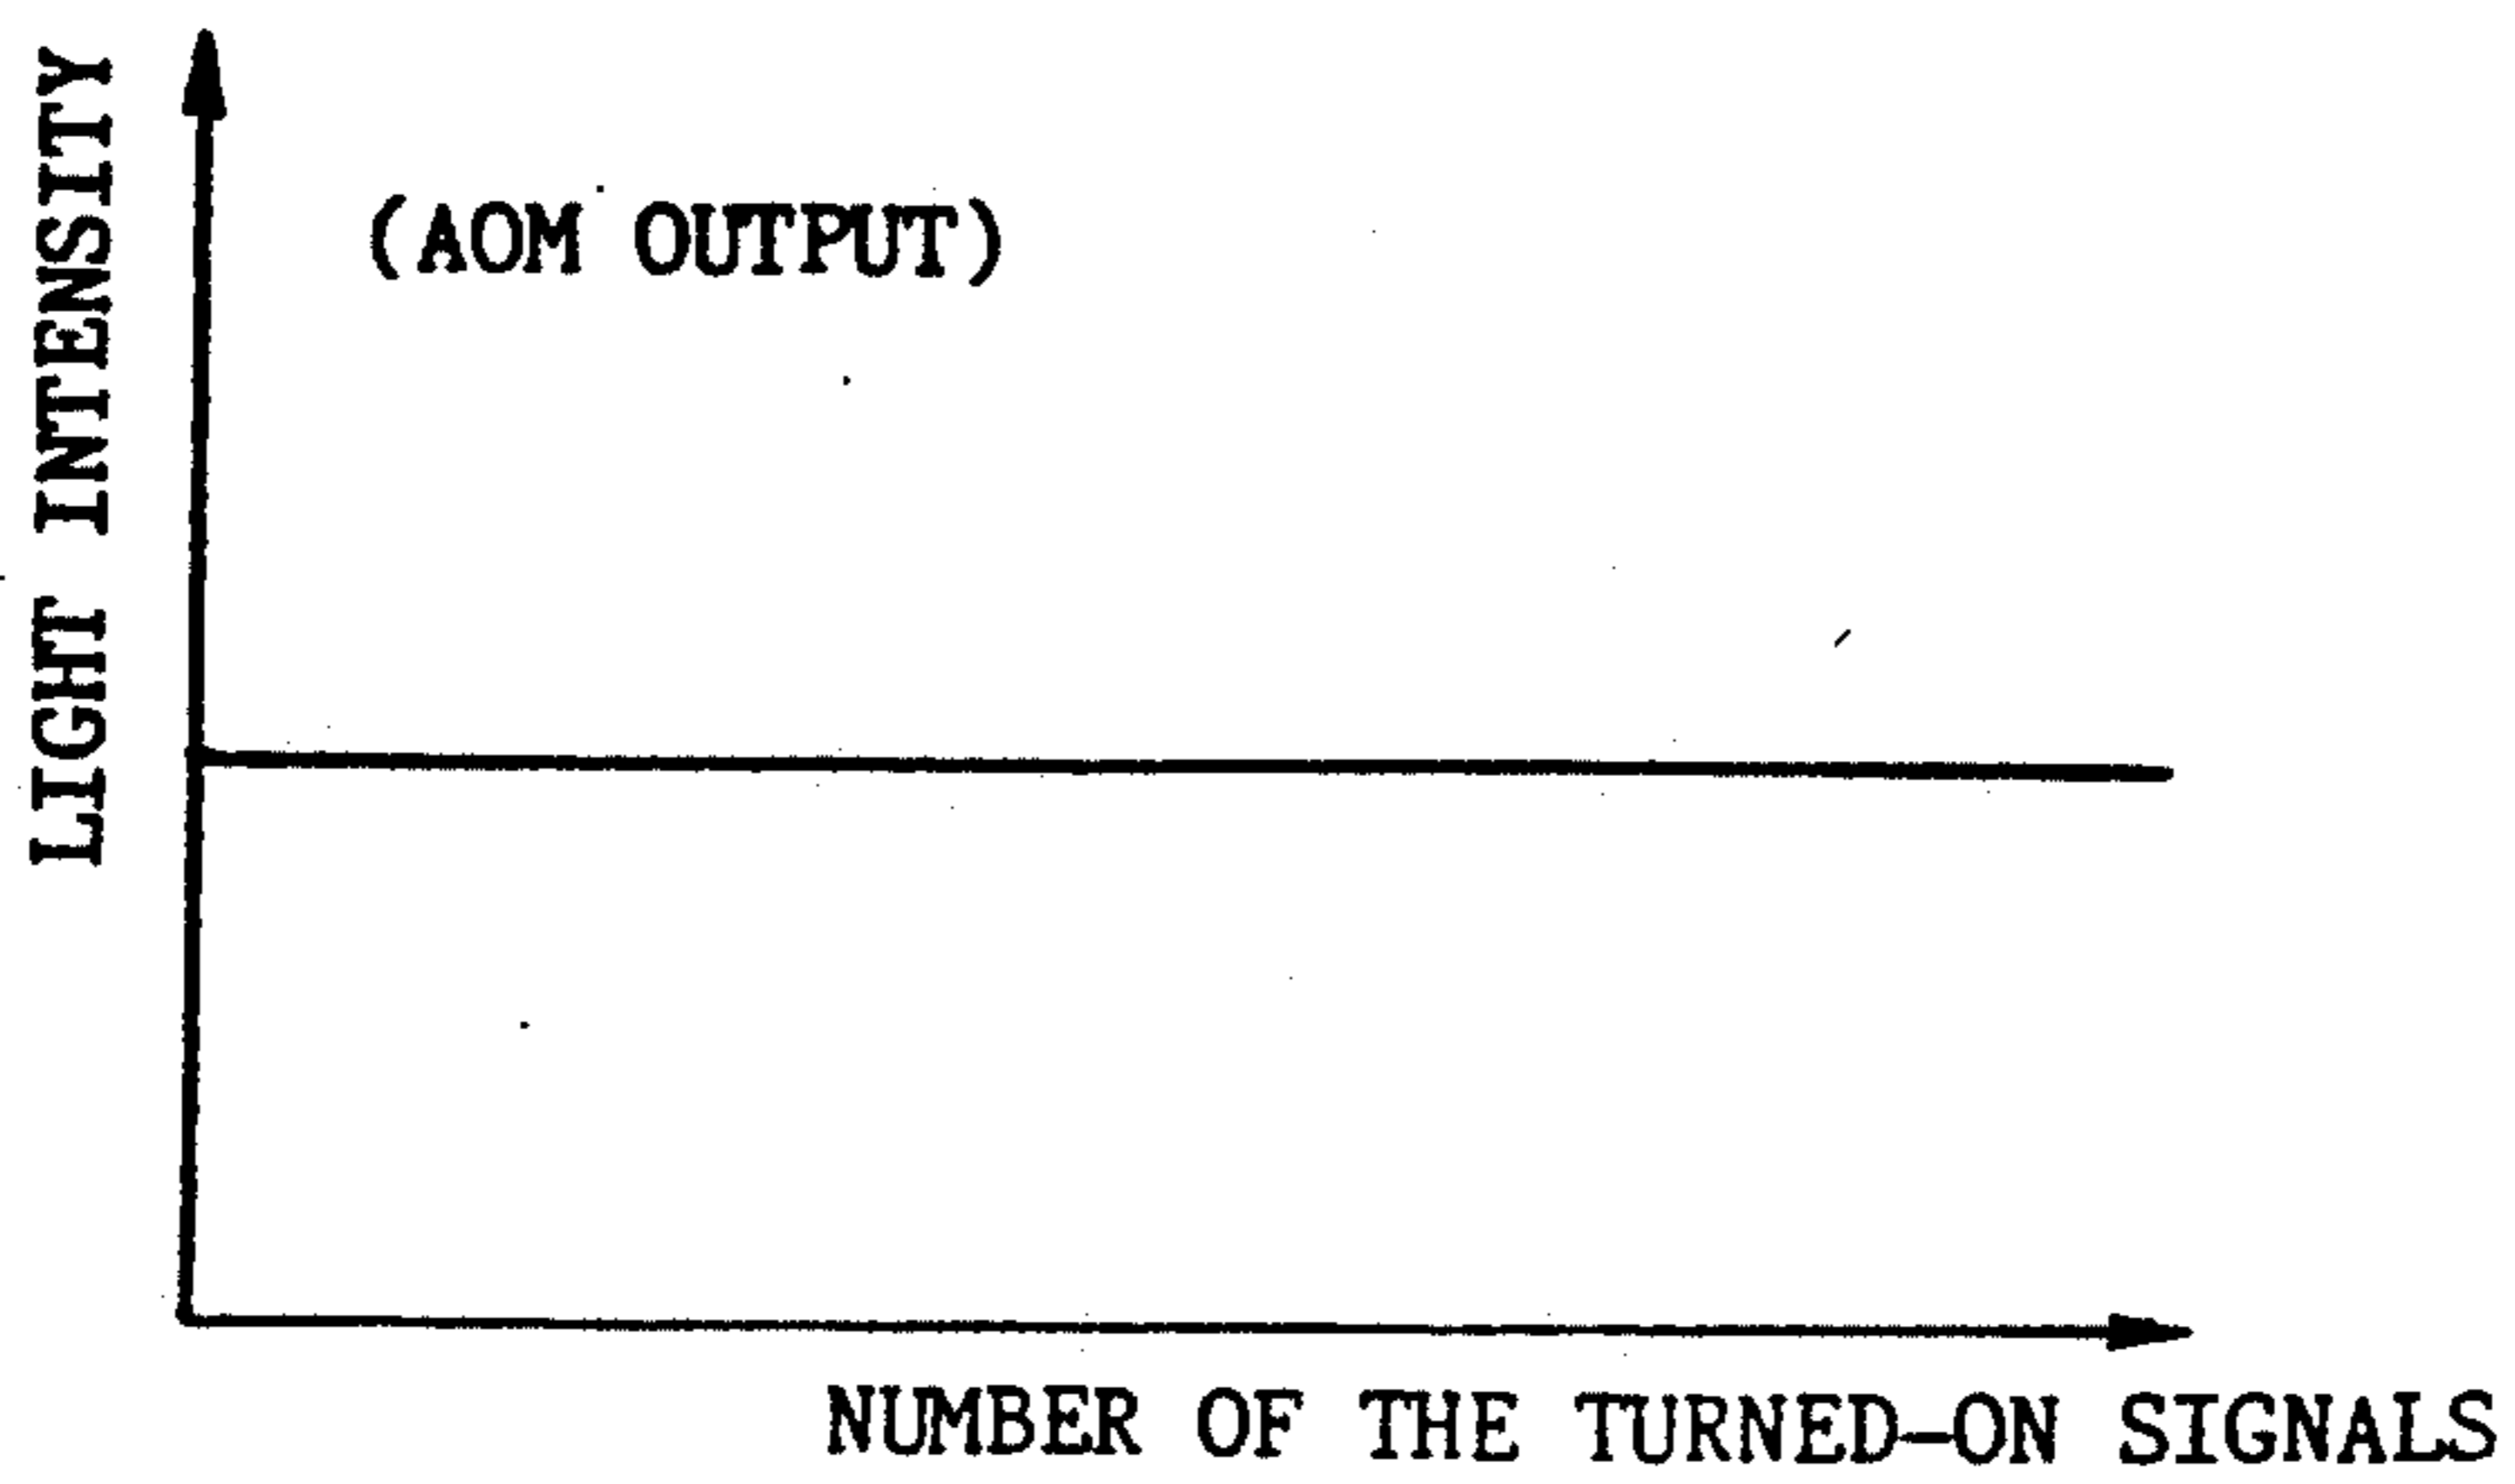 LIGHT INTENSITY
(AOM OUTPUT)
NUMBER OF THE TURNED-ON SIGNALS